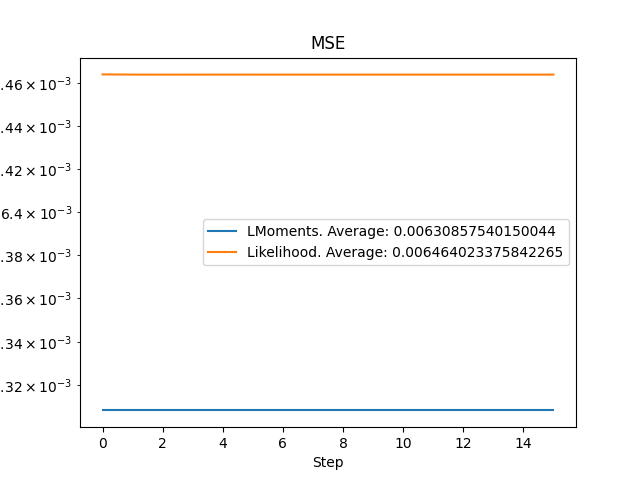 MSE
.46 × 10⁻³
.44 × 10⁻³
.42 × 10⁻³
6.4 × 10⁻³
.38 × 10⁻³
.36 × 10⁻³
.34 × 10⁻³
.32 × 10⁻³
LMoments. Average: 0.00630857540150044
Likelihood. Average: 0.006464023375842265
0 2 4 6 8 10 12 14
Step